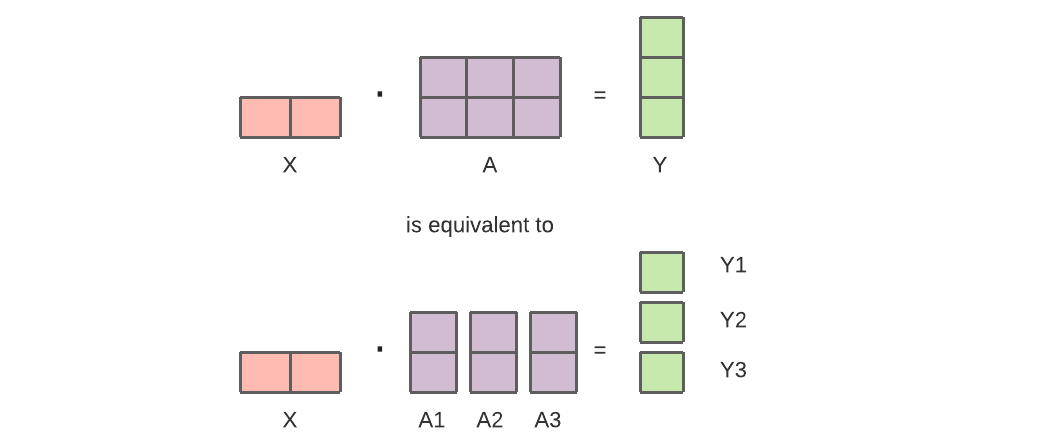 · =
X A Y
is equivalent to
Y1
Y2
· =
Y3
X A1 A2 A3